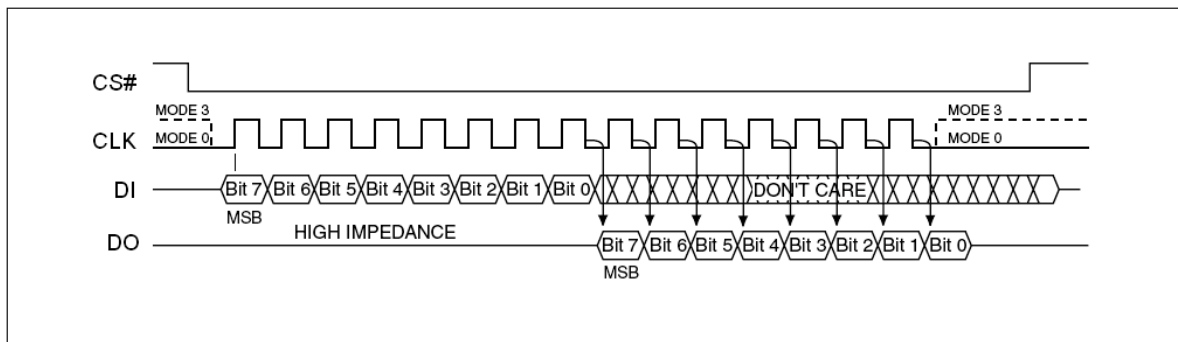 CS#
MODE 3
MODE 3
CLK
MODE 0
MODE 0
DI
Bit 7 Bit 6 Bit 5 Bit 4 Bit 3 Bit 2 Bit 1 Bit 0 DON'T CARE
MSB
HIGH IMPEDANCE
DO
Bit 7 Bit 6 Bit 5 Bit 4 Bit 3 Bit 2 Bit 1 Bit 0
MSB